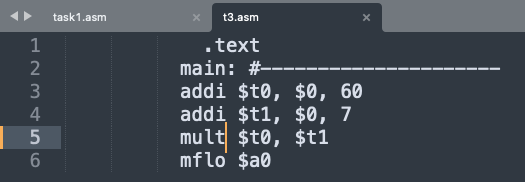 task1.asm × t3.asm ×
1 .text
2 main: #---------------------
3 addi $t0, $0, 60
4 addi $t1, $0, 7
5 mult $t0, $t1
6 mflo $a0